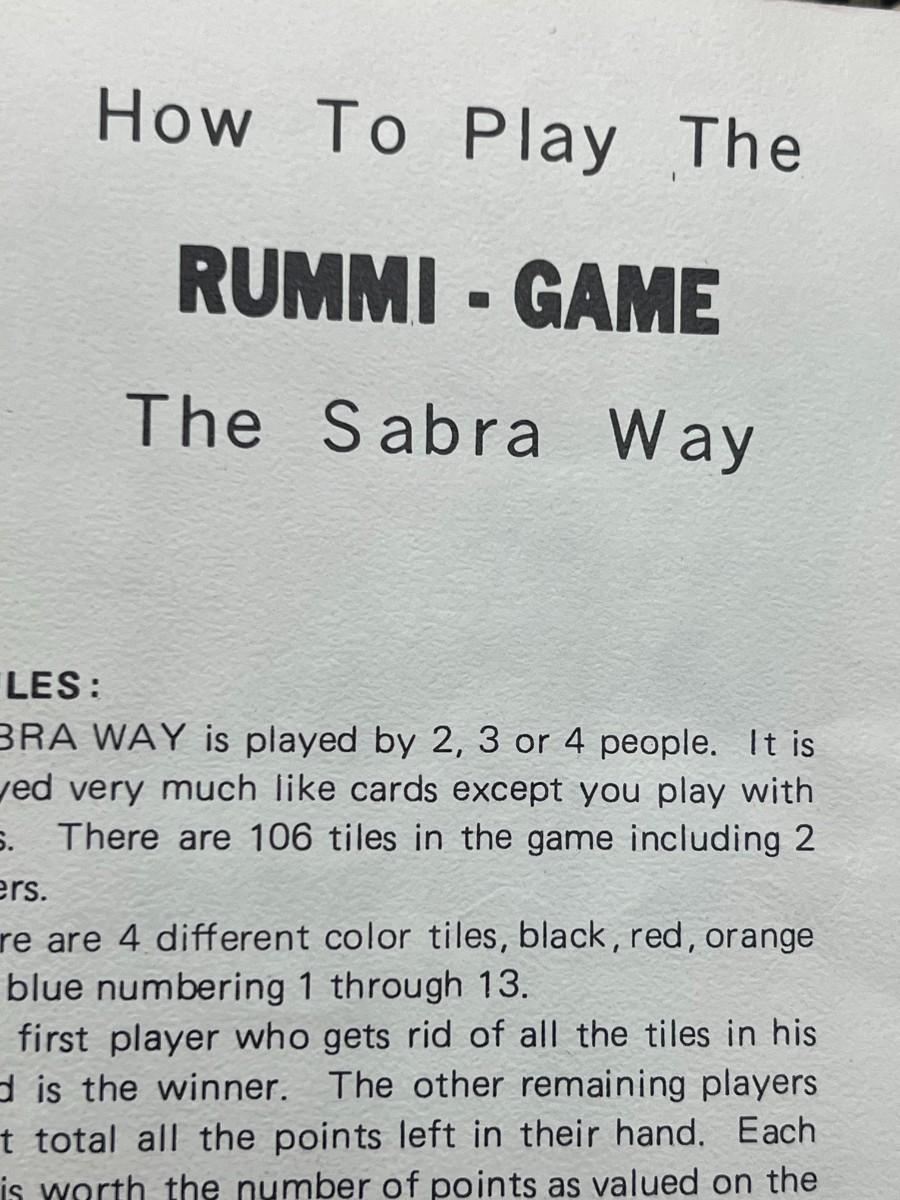 How To Play The
RUMMI - GAME
The Sabra Way
LES:
BRA WAY is played by 2, 3 or 4 people. It is
yed very much like cards except you play with
s. There are 106 tiles in the game including 2
ers.
re are 4 different color tiles, black, red, orange
blue numbering 1 through 13.
first player who gets rid of all the tiles in his
d is the winner. The other remaining players
t total all the points left in their hand. Each
is worth the number of points as valued on the